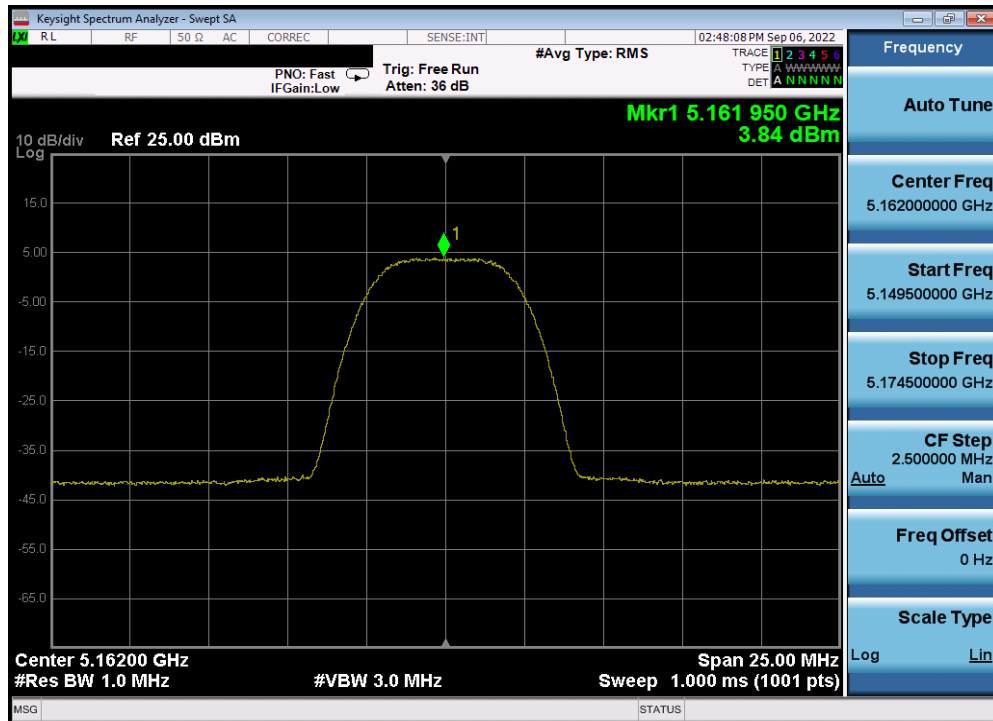 Keysight Spectrum Analyzer - Swept SA
LXI RL RF 50 Ω AC CORREC SENSE:INT 02:48:08 PM Sep 06, 2022
#Avg Type: RMS
TRACE 1 2 3 4 5 6
TYPE A WWWWW
DET A N N N N N
PNO: Fast
IFGain:Low
Trig: Free Run
Atten: 36 dB
Mkr1 5.161 950 GHz
3.84 dBm
10 dB/div Ref 25.00 dBm
Log
15.0
5.00
-5.00
-15.0
-25.0
-35.0
-45.0
-55.0
-65.0
1
Center 5.16200 GHz Span 25.00 MHz
#Res BW 1.0 MHz #VBW 3.0 MHz Sweep 1.000 ms (1001 pts)
MSG STATUS
Frequency
Auto Tune
Center Freq
5.162000000 GHz
Start Freq
5.149500000 GHz
Stop Freq
5.174500000 GHz
CF Step
2.500000 MHz
Auto Man
Freq Offset
0 Hz
Scale Type
Log Lin